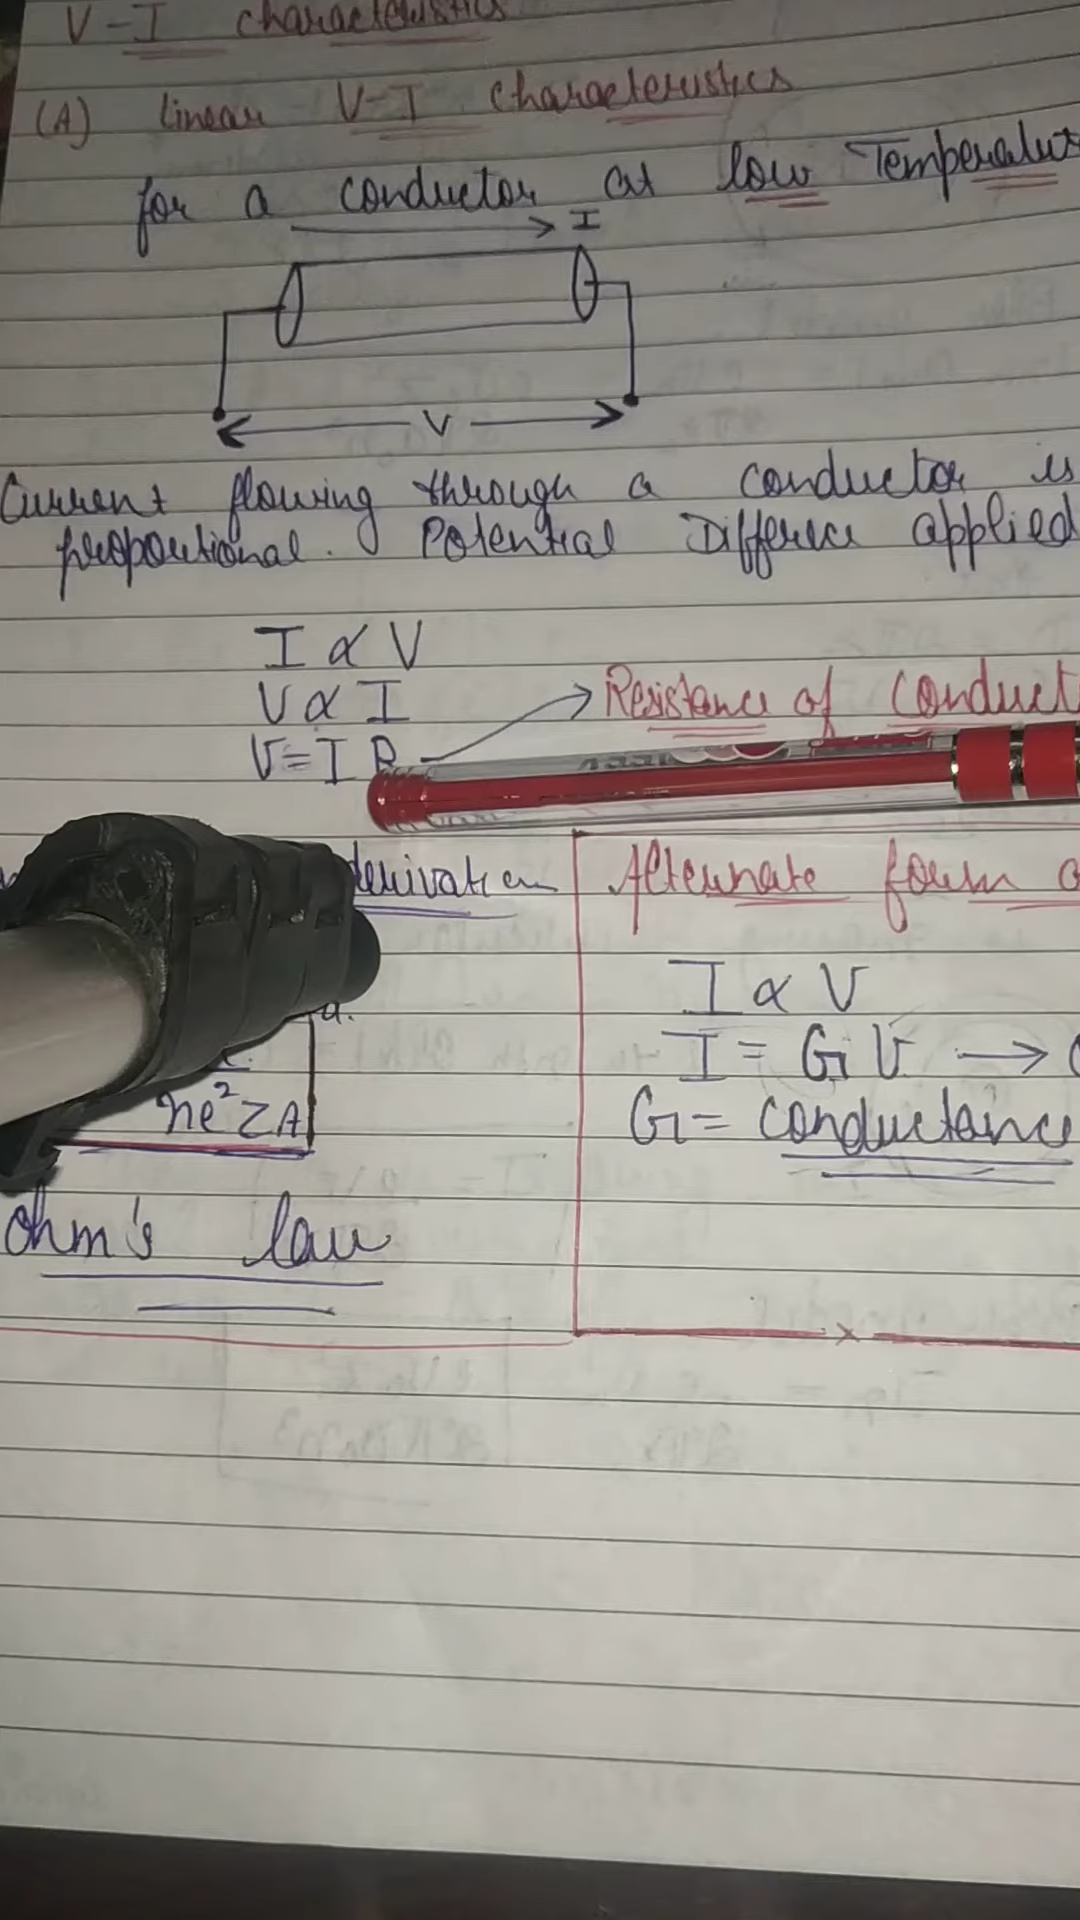 V-I characteristics
(A) Linear V-I characteristics
for a conductor at low Temperatur
I
V
Current flowing through a conductor is
proportional. Potential Difference applied
I ∝ V
V ∝ I
V = I R → Resistance of conduct
derivation
ne²ZA
ohm's law
Alternate form o
I ∝ V
I = G V →
G = conductance